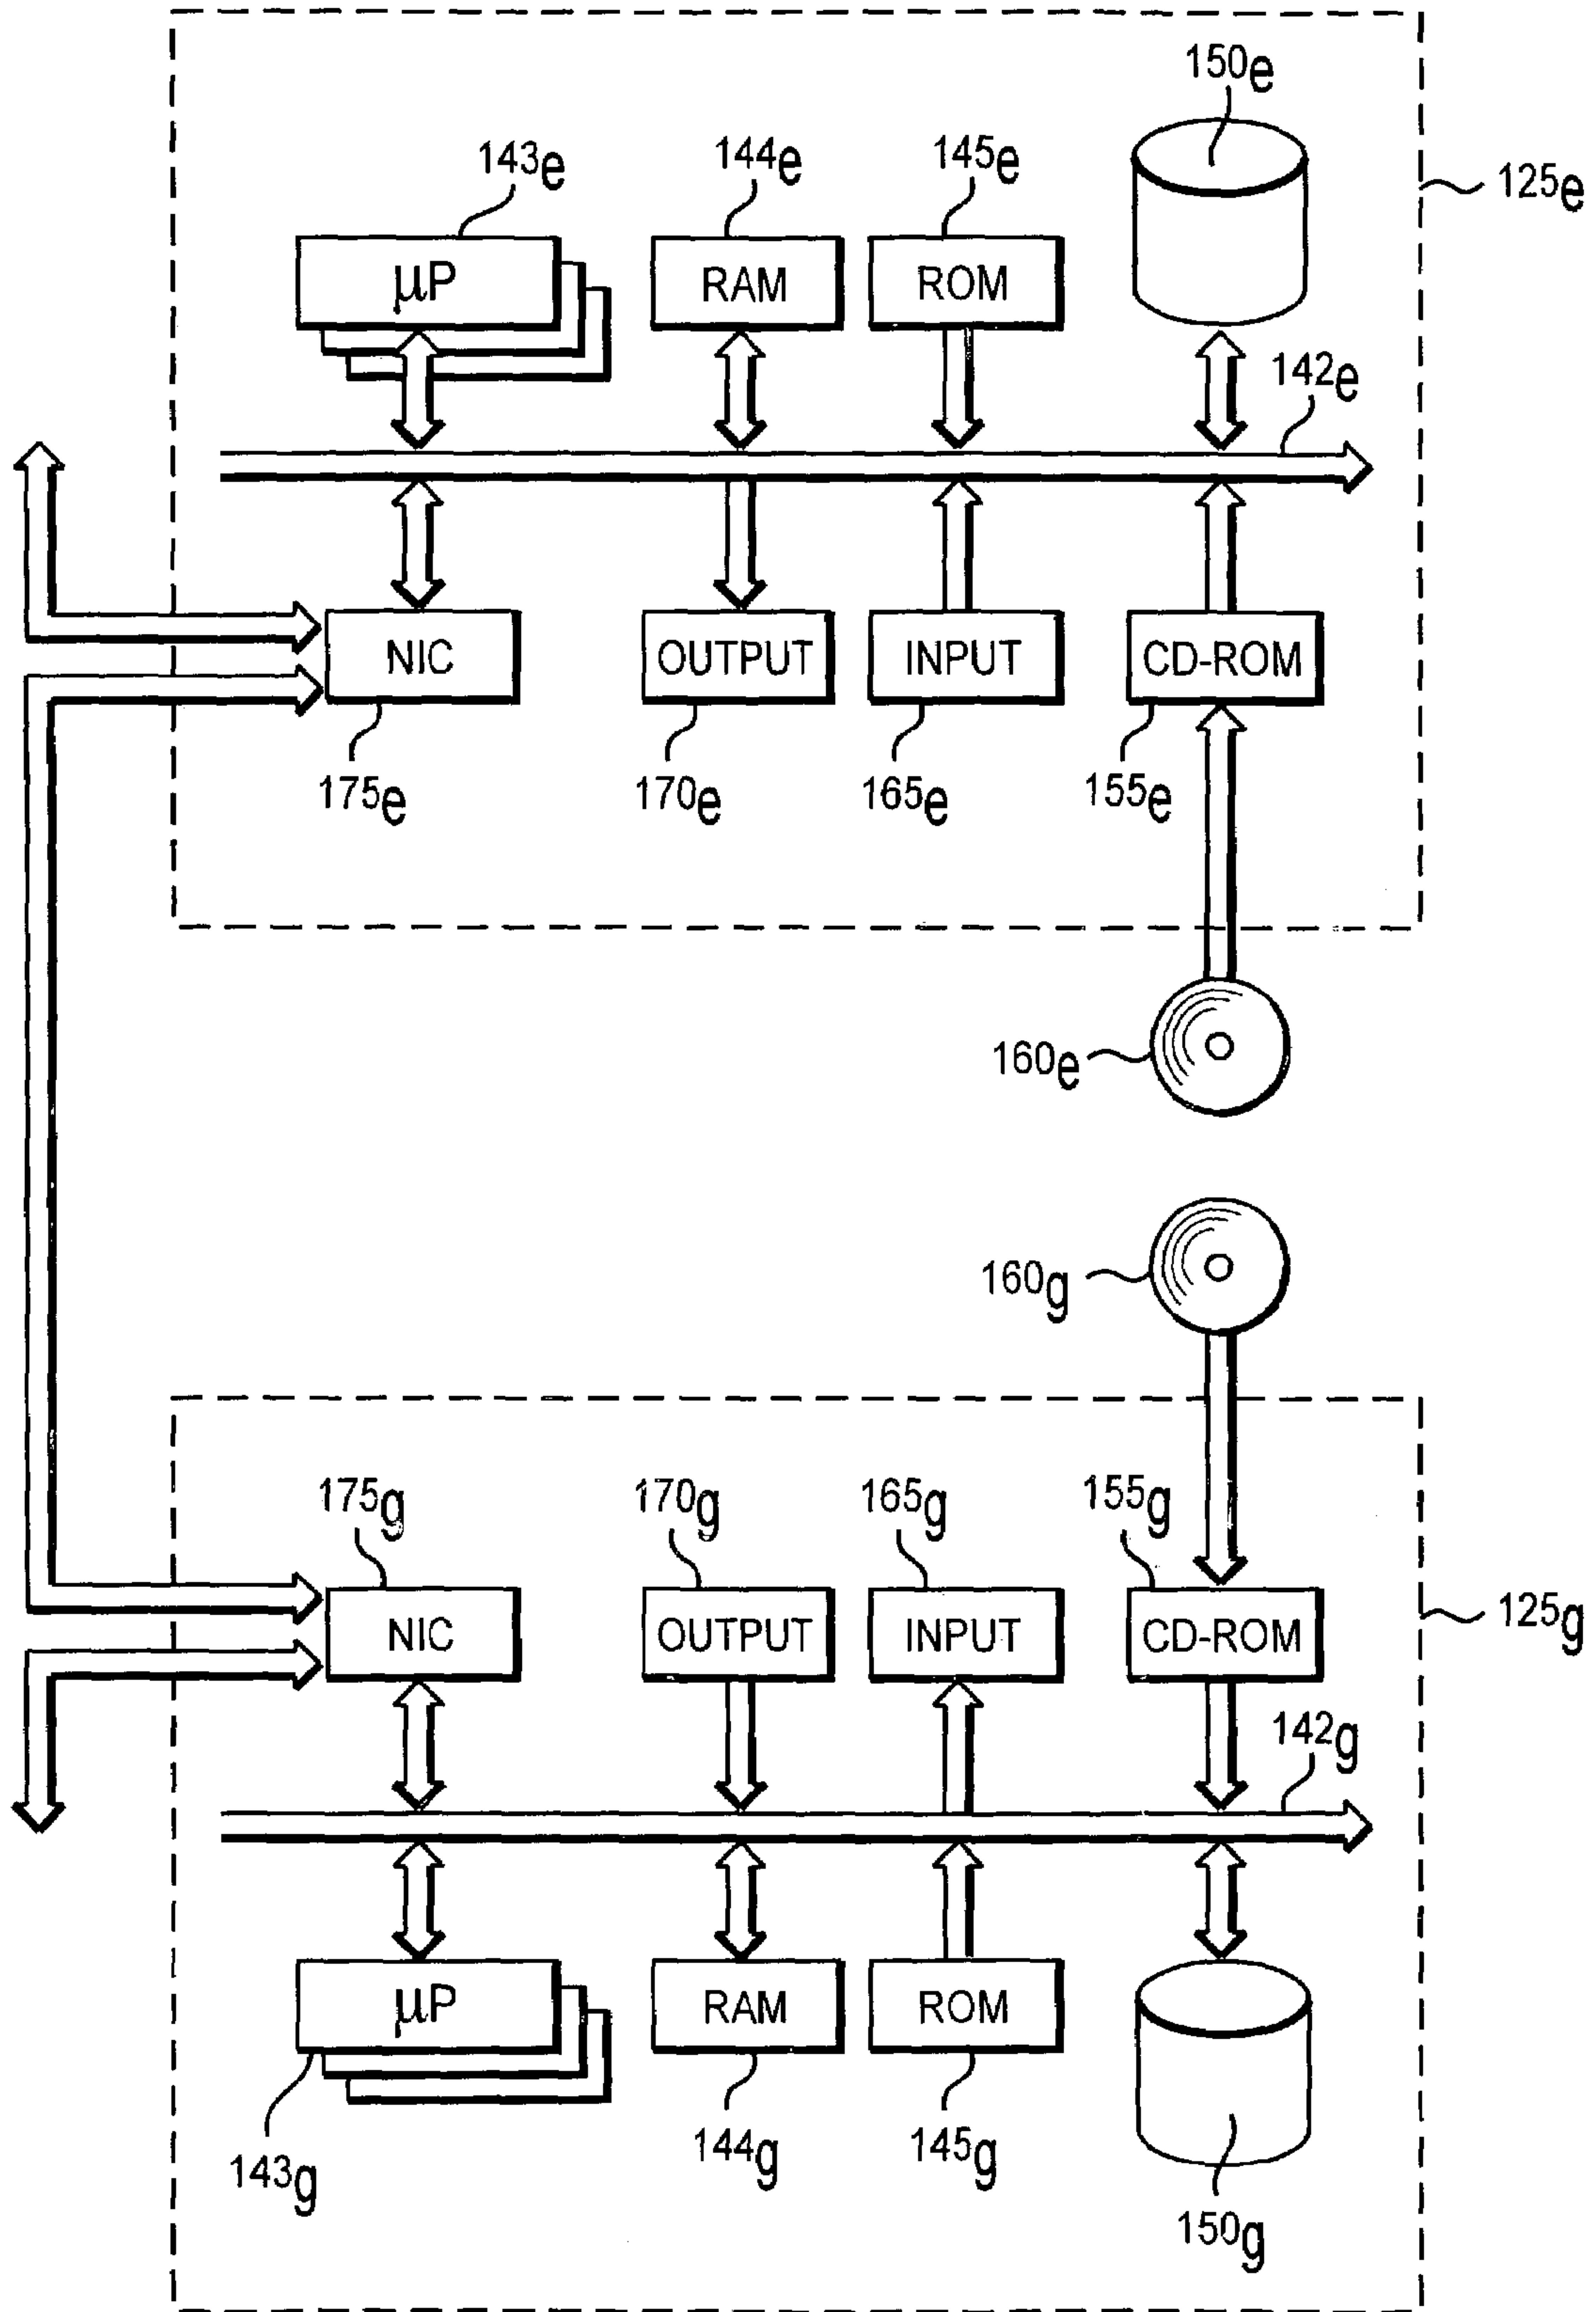 150e
143e
144e
145e
125e
µP
RAM
ROM
142e
NIC
OUTPUT
INPUT
CD-ROM
175e
170e
165e
155e
160e
160g
175g
170g
165g
155g
NIC
OUTPUT
INPUT
CD-ROM
125g
142g
µP
RAM
ROM
143g
144g
145g
150g